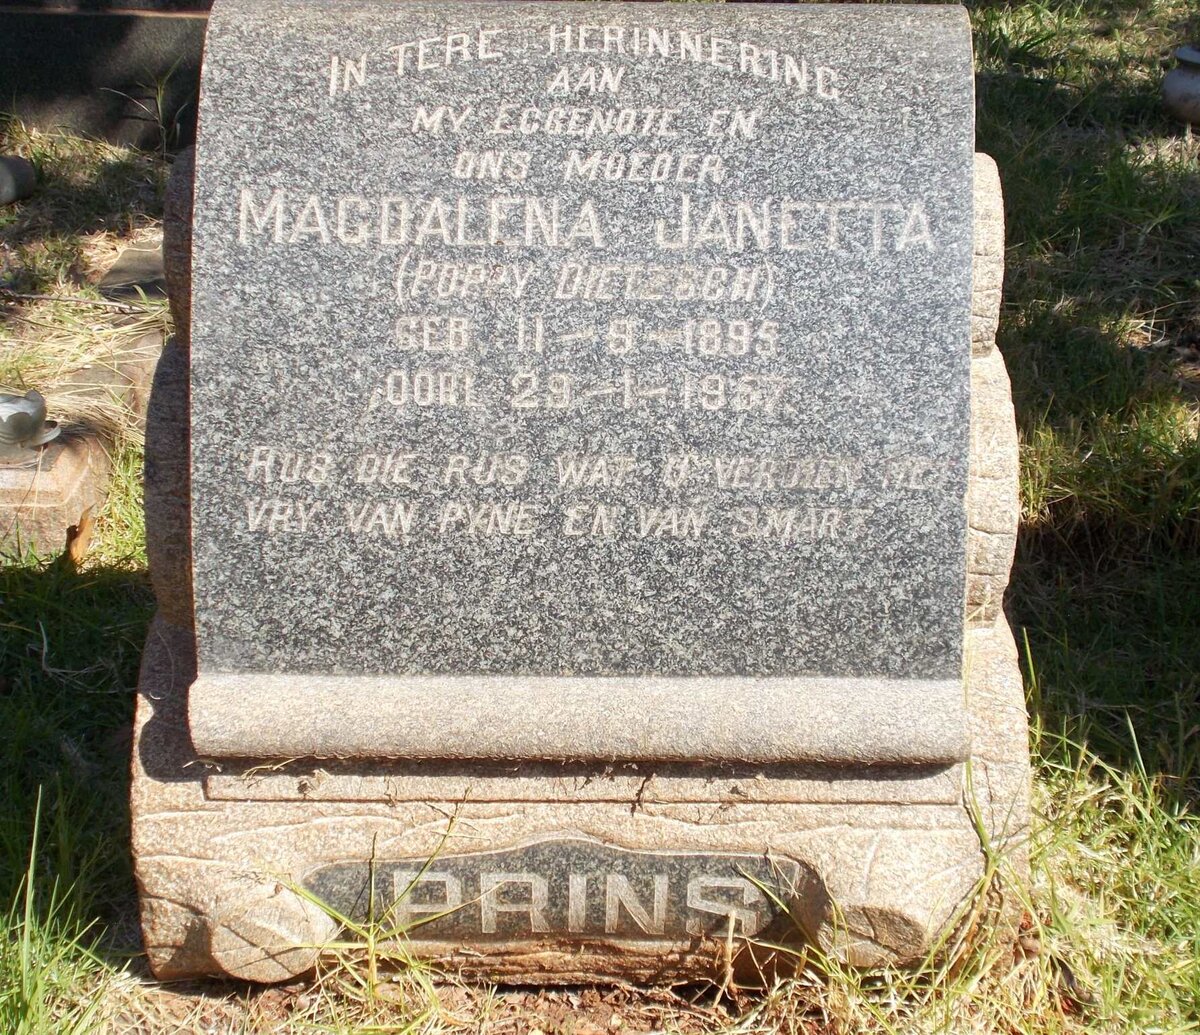 IN TERE HERINNERING
AAN
MY EGGENOTE EN
ONS MOEDER
MAGDALENA JANETTA
(POPPY DIETZSCH)
GEB 11-8-1895
OORL 29-1-1957.
RUS DIE RUS WAT U VERDIEN HET
VRY VAN PYNE EN VAN SMART
PRINS